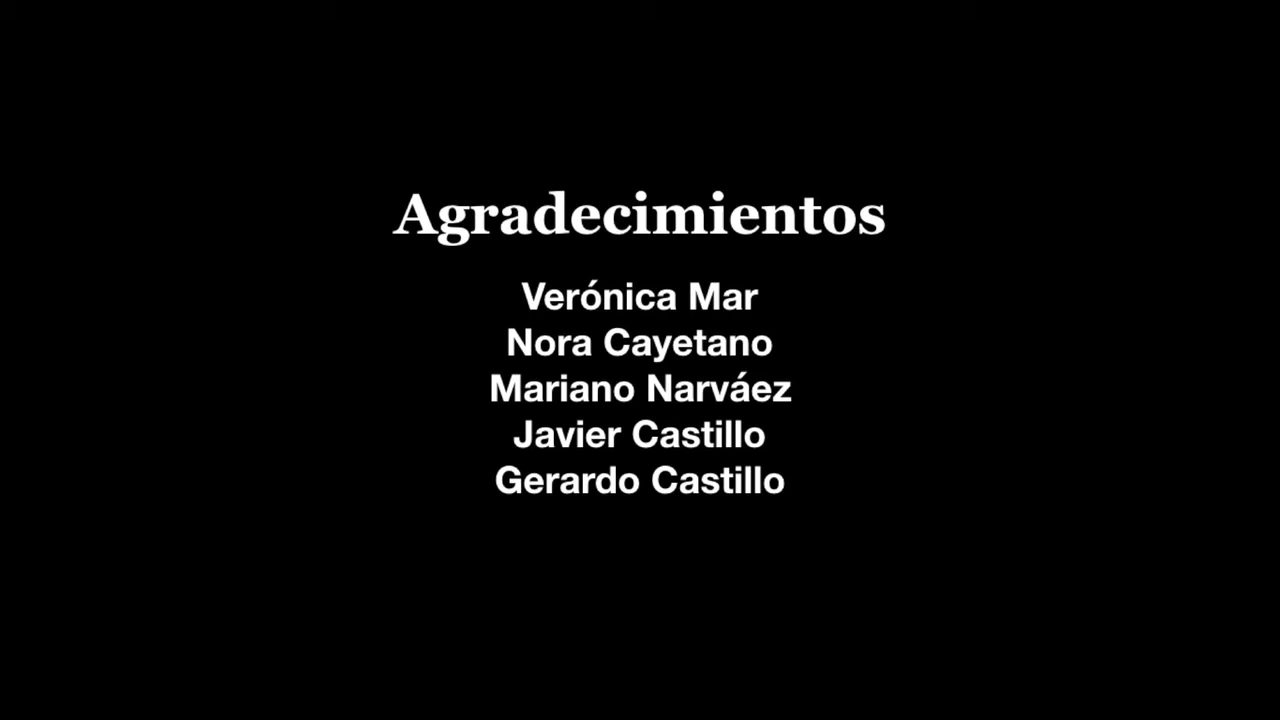 Agradecimientos
Verónica Mar
Nora Cayetano
Mariano Narváez
Javier Castillo
Gerardo Castillo